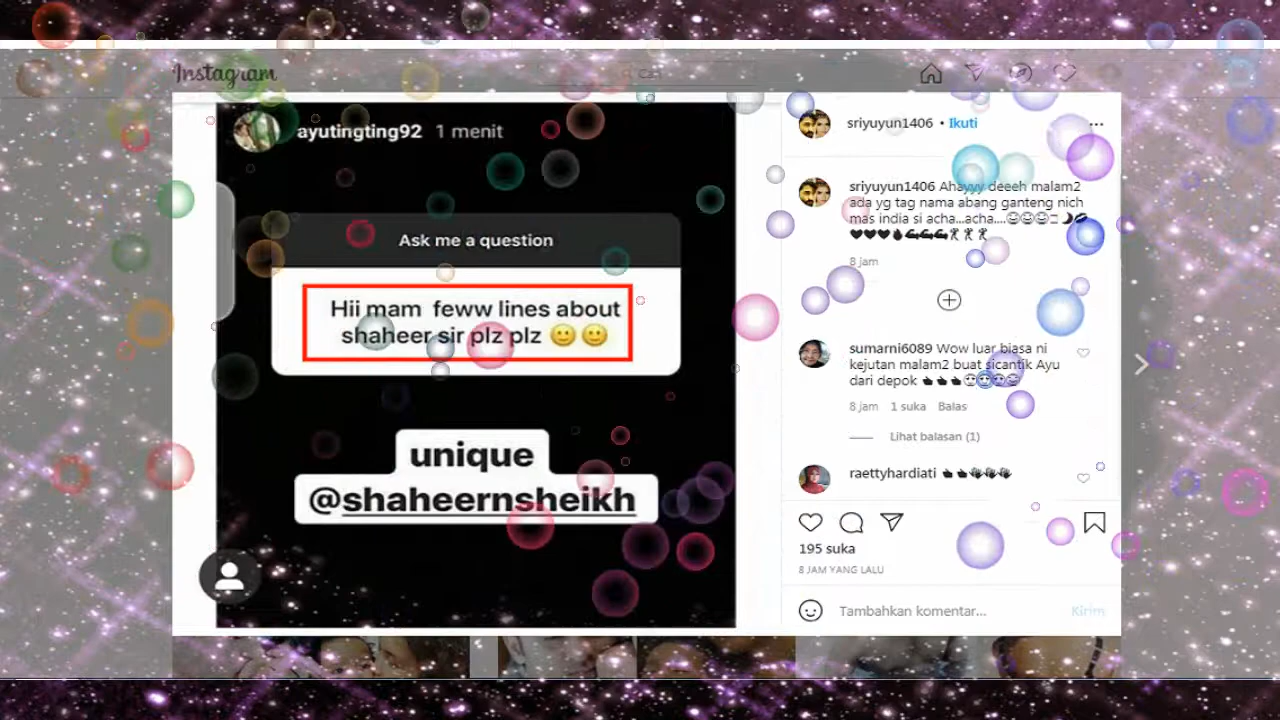 Instagram
Cari
ayutingting92 1 menit
Ask me a question
Hii mam feww lines about
shaheer sir plz plz 🙂🙂
unique
@shaheernsheikh
sriyuyun1406 • Ikuti
sriyuyun1406 Ahayyy deeeh malam2
ada yg tag nama abang ganteng nich
mas india si acha...acha....
8 jam
sumarni6089 Wow luar biasa ni
kejutan malam2 buat sicantik Ayu
dari depok
8 jam 1 suka Balas
Lihat balasan (1)
raettyhardiati
195 suka
8 JAM YANG LALU
Tambahkan komentar...
Kirim